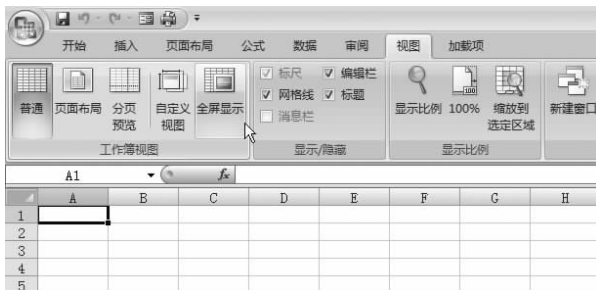 开始 插入 页面布局 公式 数据 审阅 视图 加载项
普通 页面布局 分页预览 自定义视图 全屏显示
工作簿视图
标尺 编辑栏
网格线 标题
消息栏
显示/隐藏
显示比例 100% 缩放到选定区域
显示比例
新建窗口
A1 fx
A B C D E F G H
1
2
3
4
5